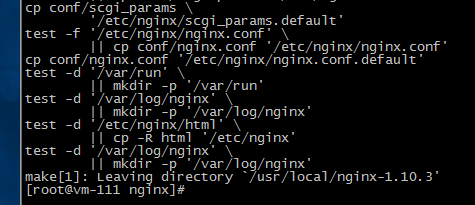 cp conf/scgi_params \
'/etc/nginx/scgi_params.default'
test -f '/etc/nginx/nginx.conf' \
|| cp conf/nginx.conf '/etc/nginx/nginx.conf'
cp conf/nginx.conf '/etc/nginx/nginx.conf.default'
test -d '/var/run' \
|| mkdir -p '/var/run'
test -d '/var/log/nginx' \
|| mkdir -p '/var/log/nginx'
test -d '/etc/nginx/html' \
|| cp -R html '/etc/nginx'
test -d '/var/log/nginx' \
|| mkdir -p '/var/log/nginx'
make[1]: Leaving directory `/usr/local/nginx-1.10.3'
[root@vm-111 nginx]#